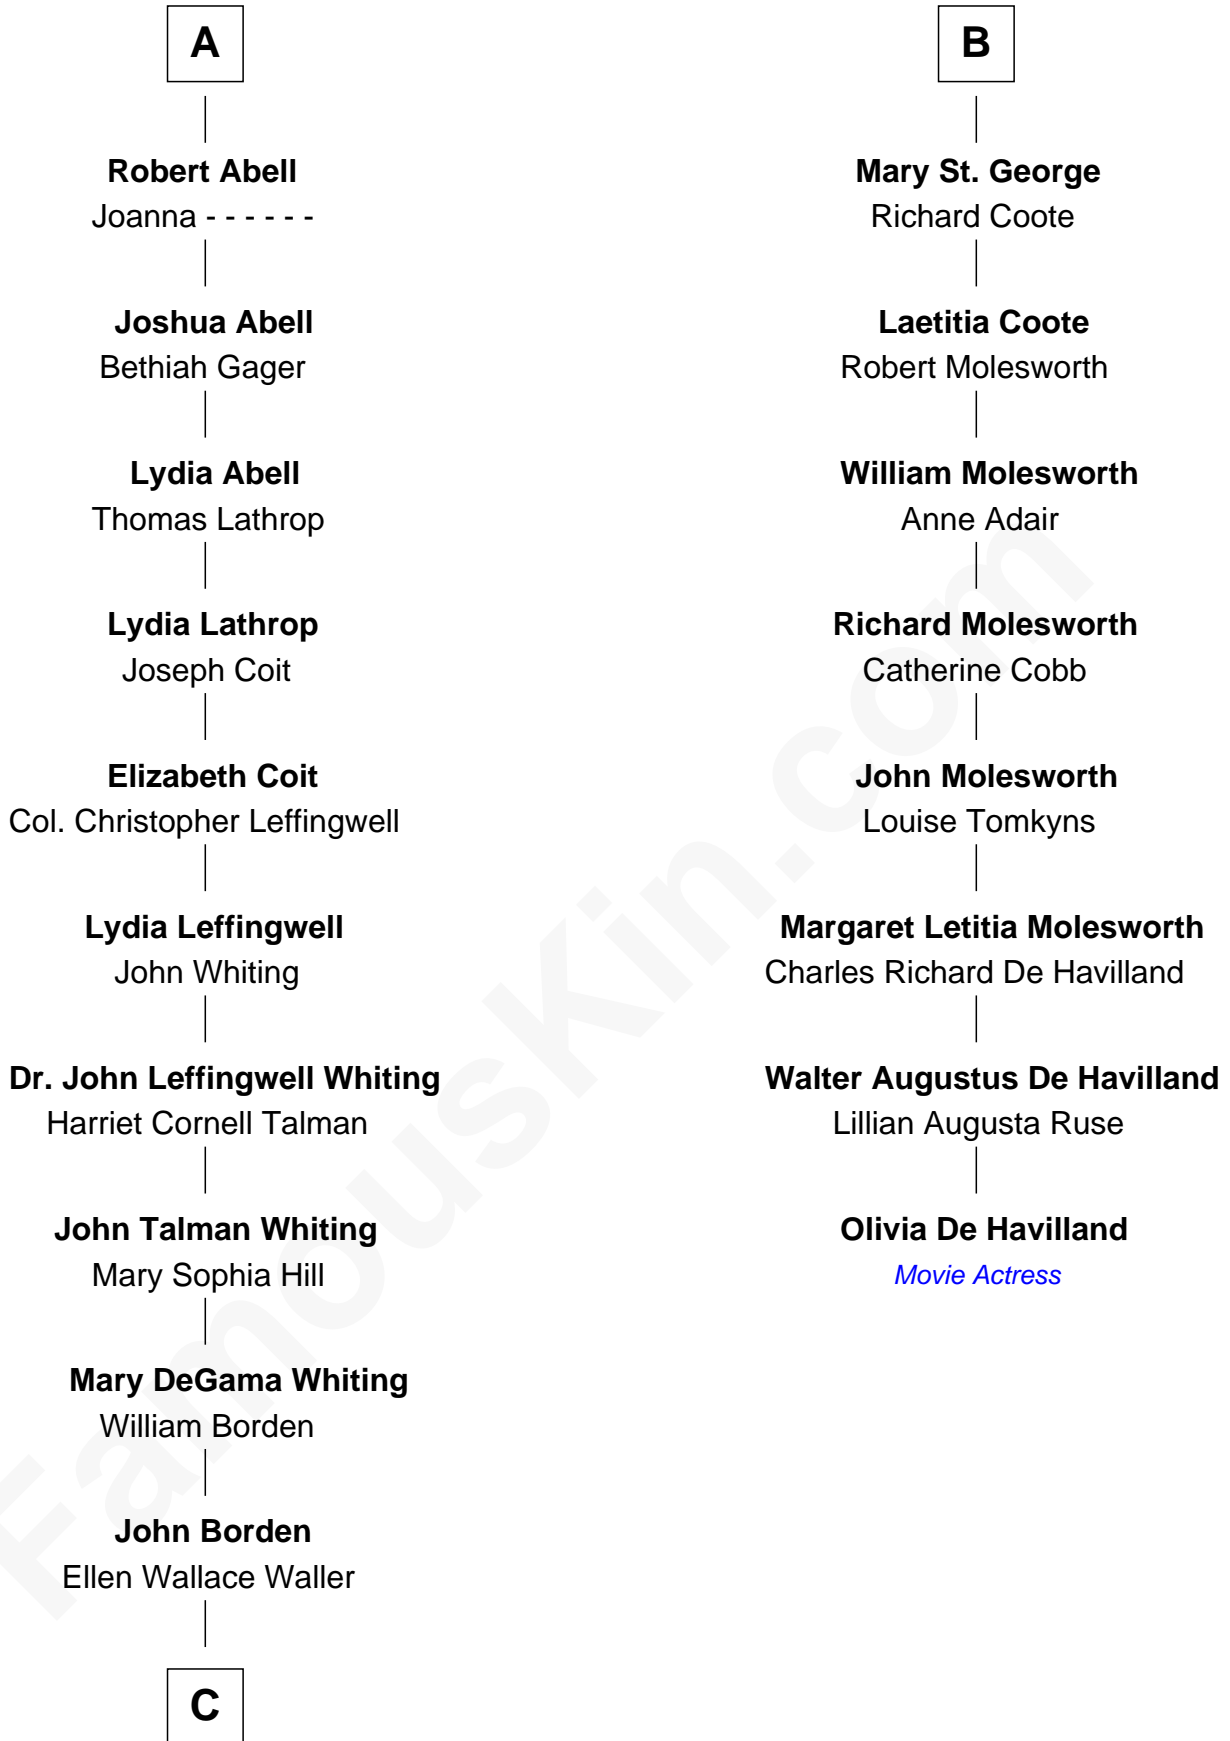 A
Robert Abell
Joanna - - - - - -
Joshua Abell
Bethiah Gager
Lydia Abell
Thomas Lathrop
Lydia Lathrop
Joseph Coit
Elizabeth Coit
Col. Christopher Leffingwell
Lydia Leffingwell
John Whiting
Dr. John Leffingwell Whiting
Harriet Cornell Talman
John Talman Whiting
Mary Sophia Hill
Mary DeGama Whiting
William Borden
John Borden
Ellen Wallace Waller
C
B
Mary St. George
Richard Coote
Laetitia Coote
Robert Molesworth
William Molesworth
Anne Adair
Richard Molesworth
Catherine Cobb
John Molesworth
Louise Tomkyns
Margaret Letitia Molesworth
Charles Richard De Havilland
Walter Augustus De Havilland
Lillian Augusta Ruse
Olivia De Havilland
Movie Actress
FamousKin.com